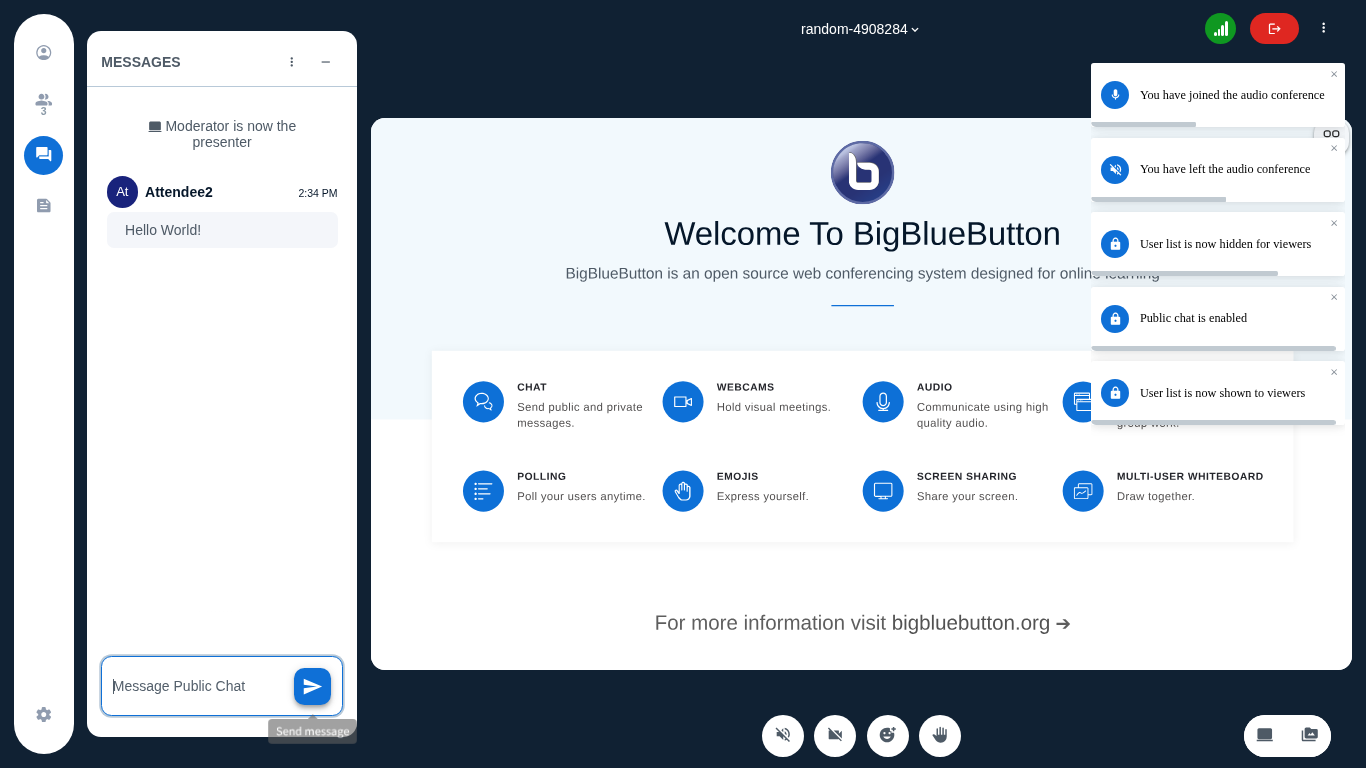 random-4908284
3
MESSAGES
Moderator is now the
presenter
At
Attendee2
2:34 PM
Hello World!
Message Public Chat
Send message
Welcome To BigBlueButton
BigBlueButton is an open source web conferencing system designed for online learning
CHAT
Send public and private
messages.
WEBCAMS
Hold visual meetings.
AUDIO
Communicate using high
quality audio.
group work.
POLLING
Poll your users anytime.
EMOJIS
Express yourself.
SCREEN SHARING
Share your screen.
MULTI-USER WHITEBOARD
Draw together.
For more information visit bigbluebutton.org ➔
You have joined the audio conference
You have left the audio conference
User list is now hidden for viewers
Public chat is enabled
User list is now shown to viewers